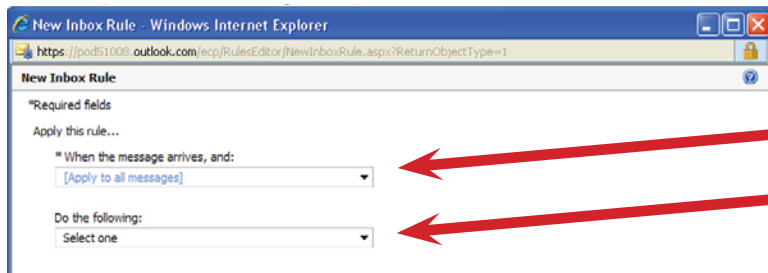 New Inbox Rule - Windows Internet Explorer
https://pod51008.outlook.com/ecp/RulesEditor/NewInboxRule.aspx?ReturnObjectType=1
New Inbox Rule
*Required fields
Apply this rule...
* When the message arrives, and:
[Apply to all messages]
Do the following:
Select one